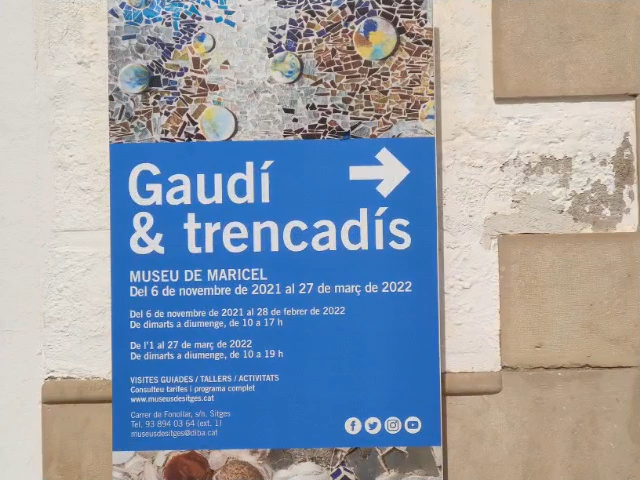 Gaudí
& trencadís
MUSEU DE MARICEL
Del 6 de novembre de 2021 al 27 de març de 2022
Del 6 de novembre de 2021 al 28 de febrer de 2022
De dimarts a diumenge, de 10 a 17 h
De l'1 al 27 de març de 2022
De dimarts a diumenge, de 10 a 19 h
VISITES GUIADES / TALLERS / ACTIVITATS
Consulteu tarifes i programa complet
www.museusdesitges.cat
Carrer de Fonollar, s/n. Sitges
Tel. 93 894 03 64 (ext. 1)
museusdesitges@diba.cat